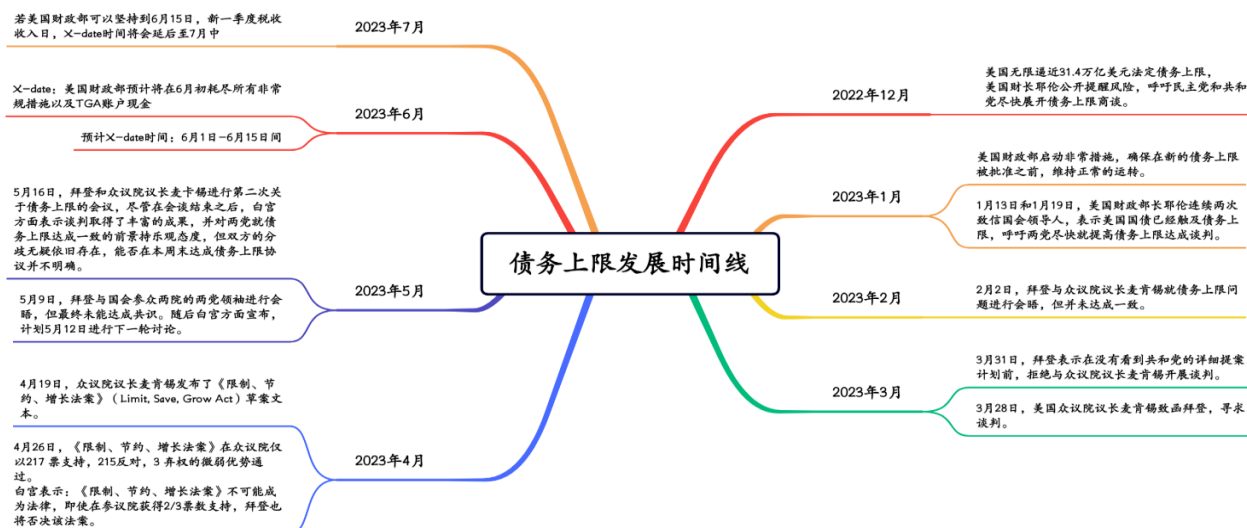 债务上限发展时间线
2022年12月
美国无限逼近31.4万亿美元法定债务上限，
美国财长耶伦公开提醒风险，呼吁民主党和共和
党尽快展开债务上限商谈。
2023年1月
美国财政部启动非常措施，确保在新的债务上限
被批准之前，维持正常的运转。
1月13日和1月19日，美国财政部长耶伦连续两次
致信国会领导人，表示美国国债已经触及债务上
限，呼吁两党尽快就提高债务上限达成谈判。
2023年2月
2月2日，拜登与众议院议长麦肯锡就债务上限问
题进行会晤，但并未达成一致。
2023年3月
3月31日，拜登表示在没有看到共和党的详细提案
计划前，拒绝与众议院议长麦肯锡开展谈判。
3月28日，美国众议院议长麦肯锡致函拜登，寻求
谈判。
2023年7月
若美国财政部可以坚持到6月15日，新一季度税收
收入日，X-date时间将会延后至7月中
2023年6月
X-date：美国财政部预计将在6月初耗尽所有非常
规措施以及TGA账户现金
预计X-date时间：6月1日-6月15日间
2023年5月
5月16日，拜登和众议院议长麦卡锡进行第二次关
于债务上限的会议，尽管在会谈结束之后，白宫
方面表示谈判取得了丰富的成果，并对两党就债
务上限达成一致的前景持乐观态度，但双方的分
歧无疑依旧存在，能否在本周末达成债务上限协
议并不明确。
5月9日，拜登与国会参众两院的两党领袖进行会
晤，但最终未能达成共识。随后白宫方面宣布，
计划5月12日进行下一轮讨论。
2023年4月
4月19日，众议院议长麦肯锡发布了《限制、节
约、增长法案》（Limit, Save, Grow Act）草案文
本。
4月26日，《限制、节约、增长法案》在众议院仅
以217 票支持，215反对，3 弃权的微弱优势通
过。
白宫表示：《限制、节约、增长法案》不可能成
为法律，即使在参议院获得2/3票数支持，拜登也
将否决该法案。